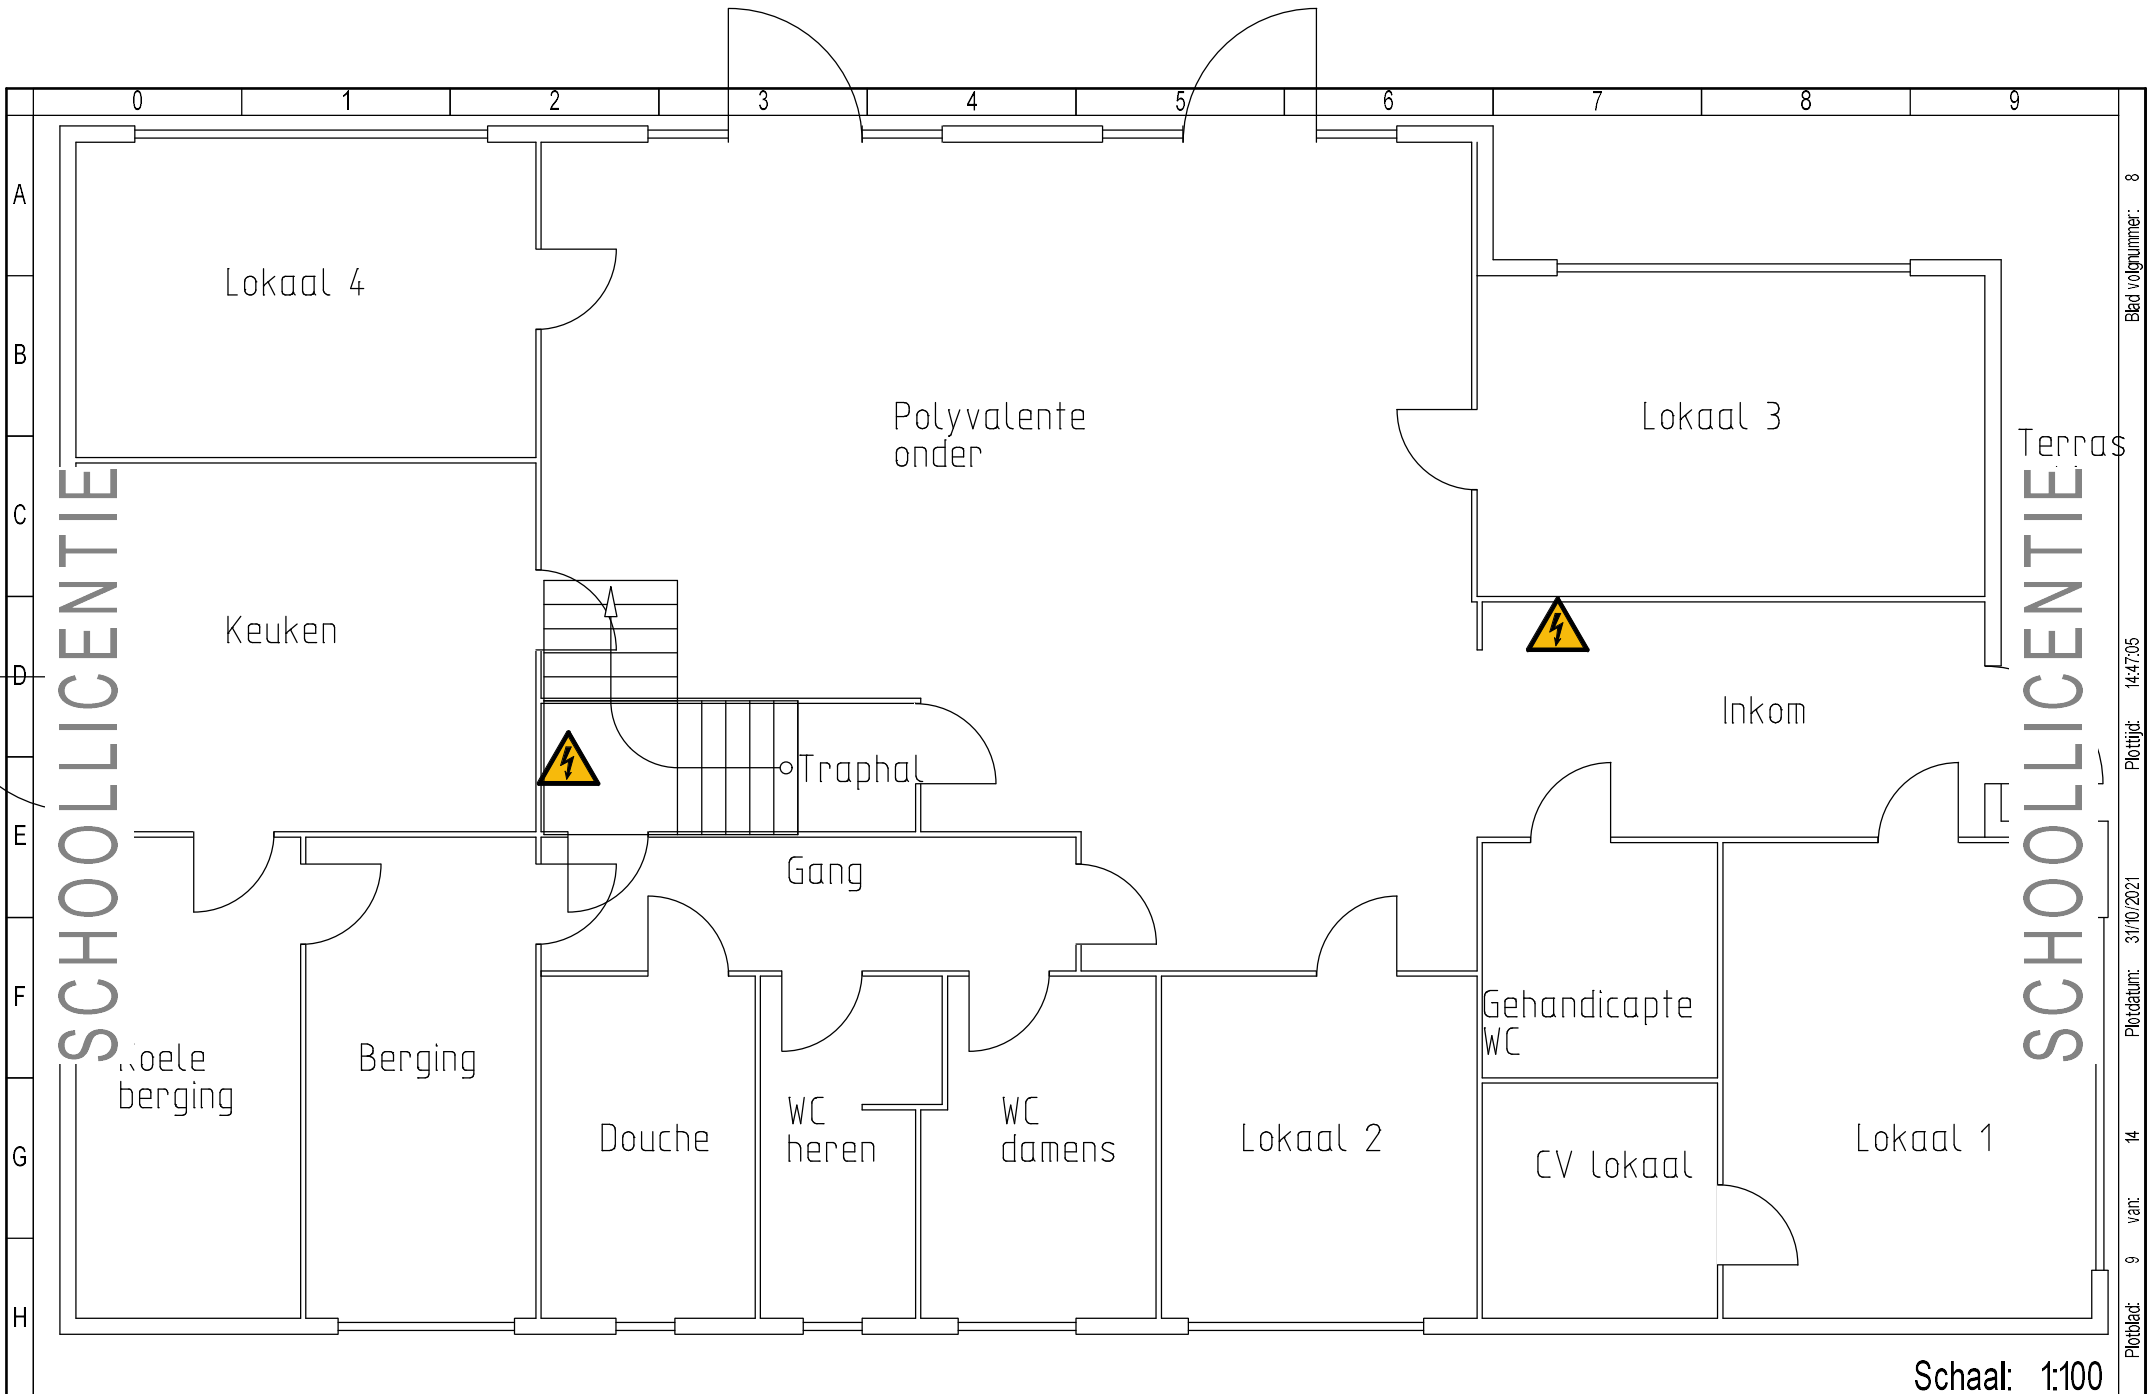 0 1 2 3 4 5 6 7 8 9
A
B
C
D
E
F
G
H
Lokaal 4
Polyvalente
onder
Lokaal 3
Terras
Keuken
Inkom
Traphal
Gang
Gehandicapte
WC
berging
Berging
Douche
WC
heren
WC
damens
Lokaal 2
CV lokaal
Lokaal 1
SCHOOLLICENTIE
SCHOOLLICENTIE
Blad volgnummer: 8
Plottijd: 14:47:05
Plotdatum: 31/10/2021
Plotblad: 9 van: 14
Schaal: 1:100